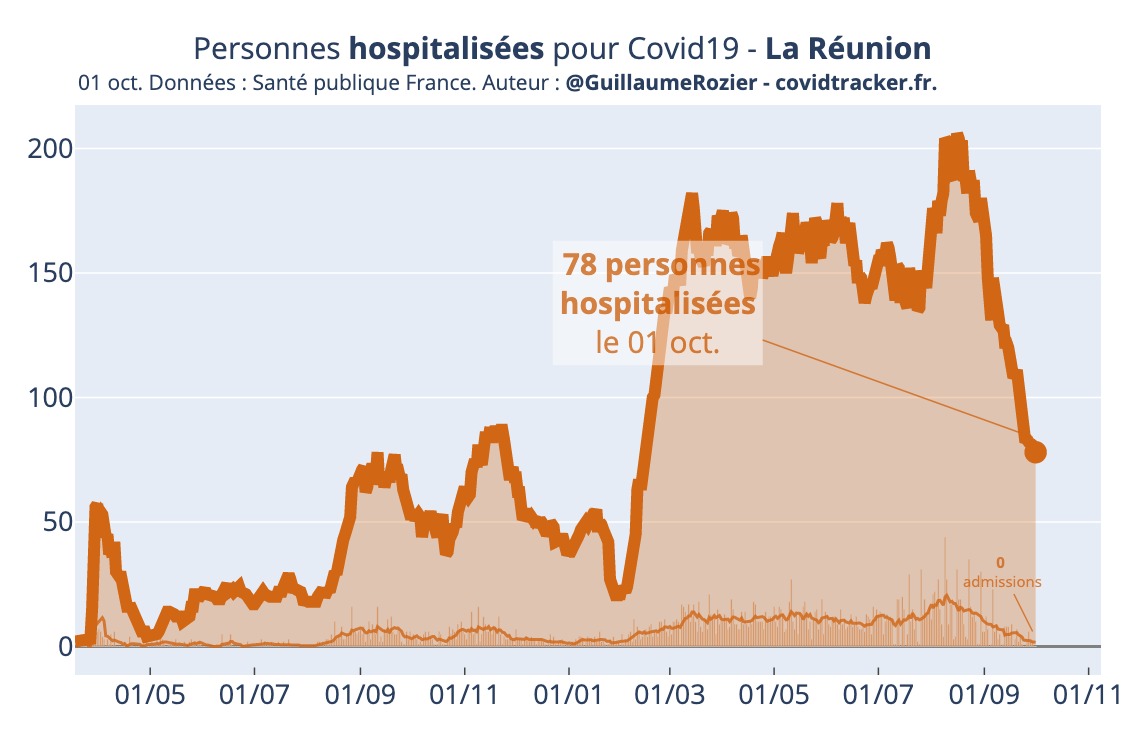 Personnes hospitalisées pour Covid19 - La Réunion
01 oct. Données : Santé publique France. Auteur : @GuillaumeRozier - covidtracker.fr.
200
150
100
50
0
78 personnes
hospitalisées
le 01 oct.
0
admissions
01/05 01/07 01/09 01/11 01/01 01/03 01/05 01/07 01/09 01/11